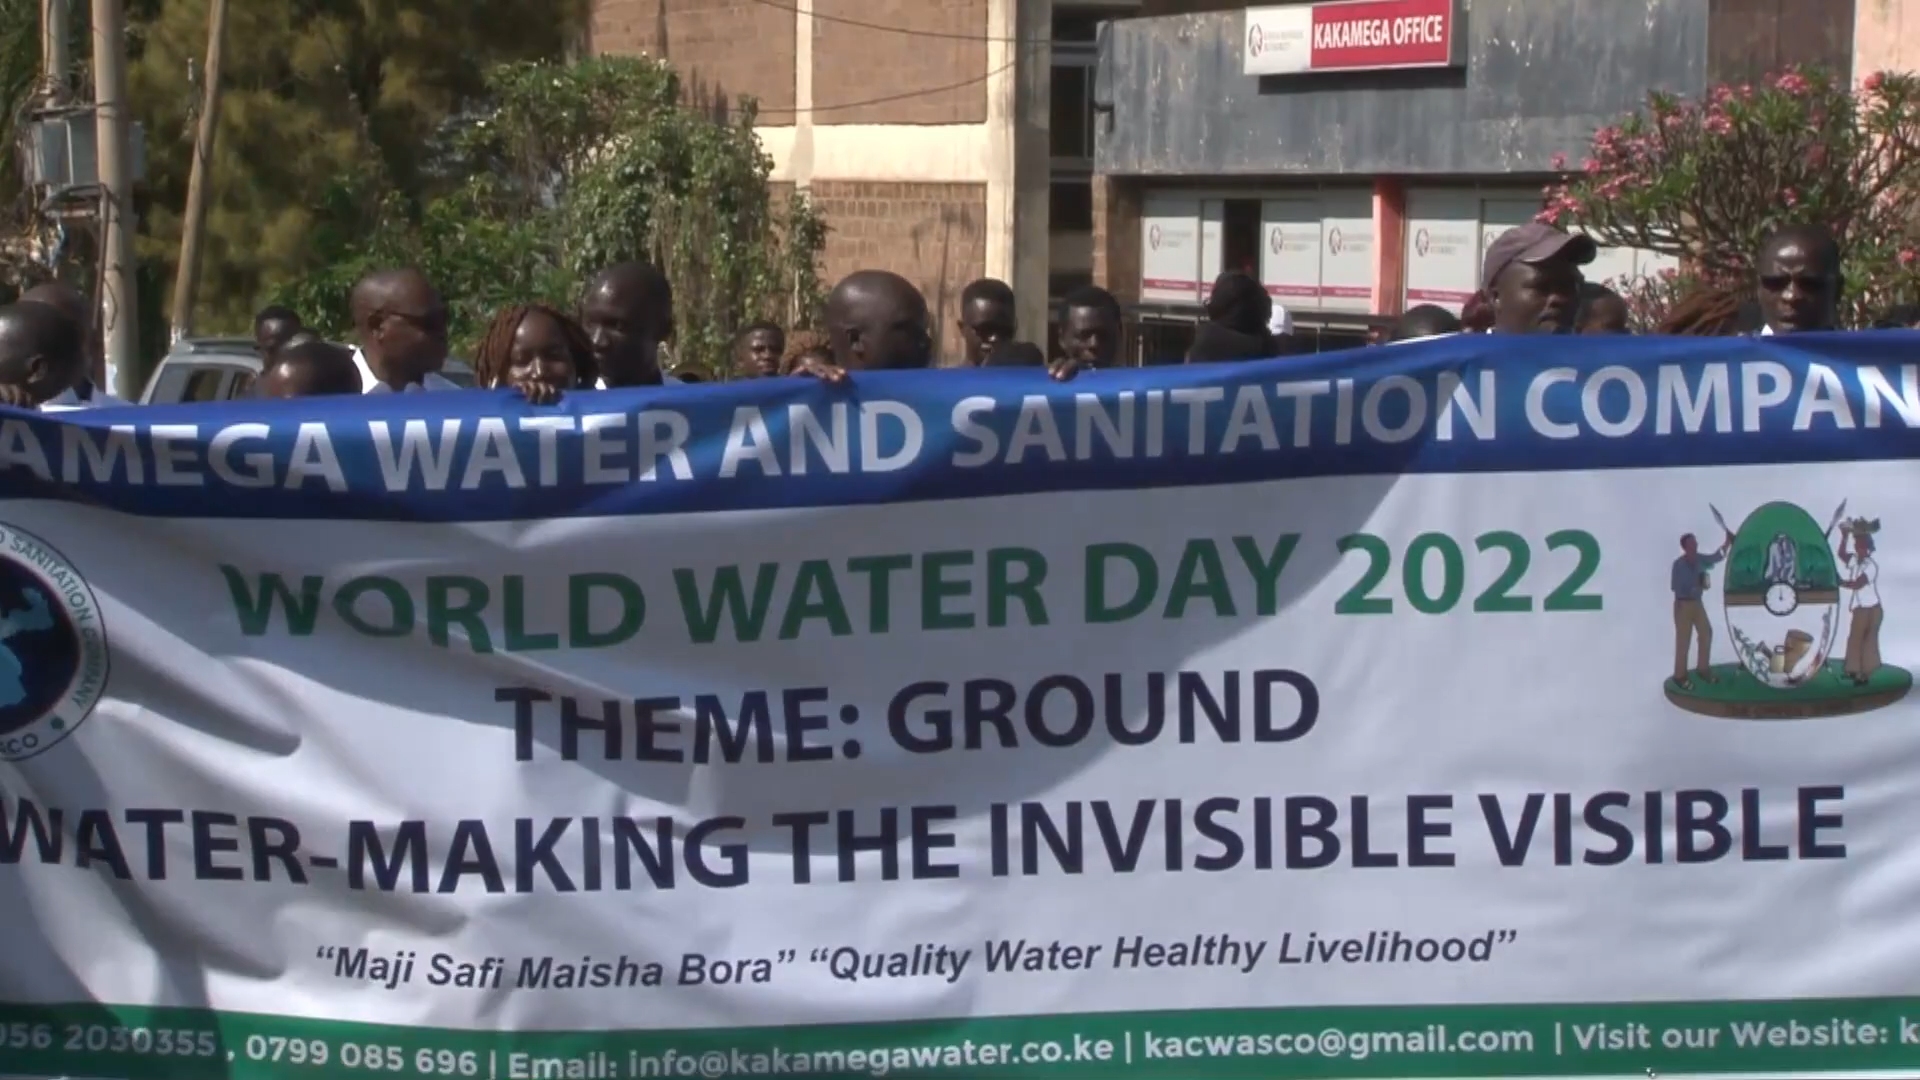 KAKAMEGA OFFICE
AMEGA WATER AND SANITATION COMPAN
WORLD WATER DAY 2022
THEME: GROUND
WATER-MAKING THE INVISIBLE VISIBLE
“Maji Safi Maisha Bora” “Quality Water Healthy Livelihood”
SANITATION COMPANY
056 2030355 , 0799 085 696 | Email: info@kakamegawater.co.ke | kacwasco@gmail.com | Visit our Website: k